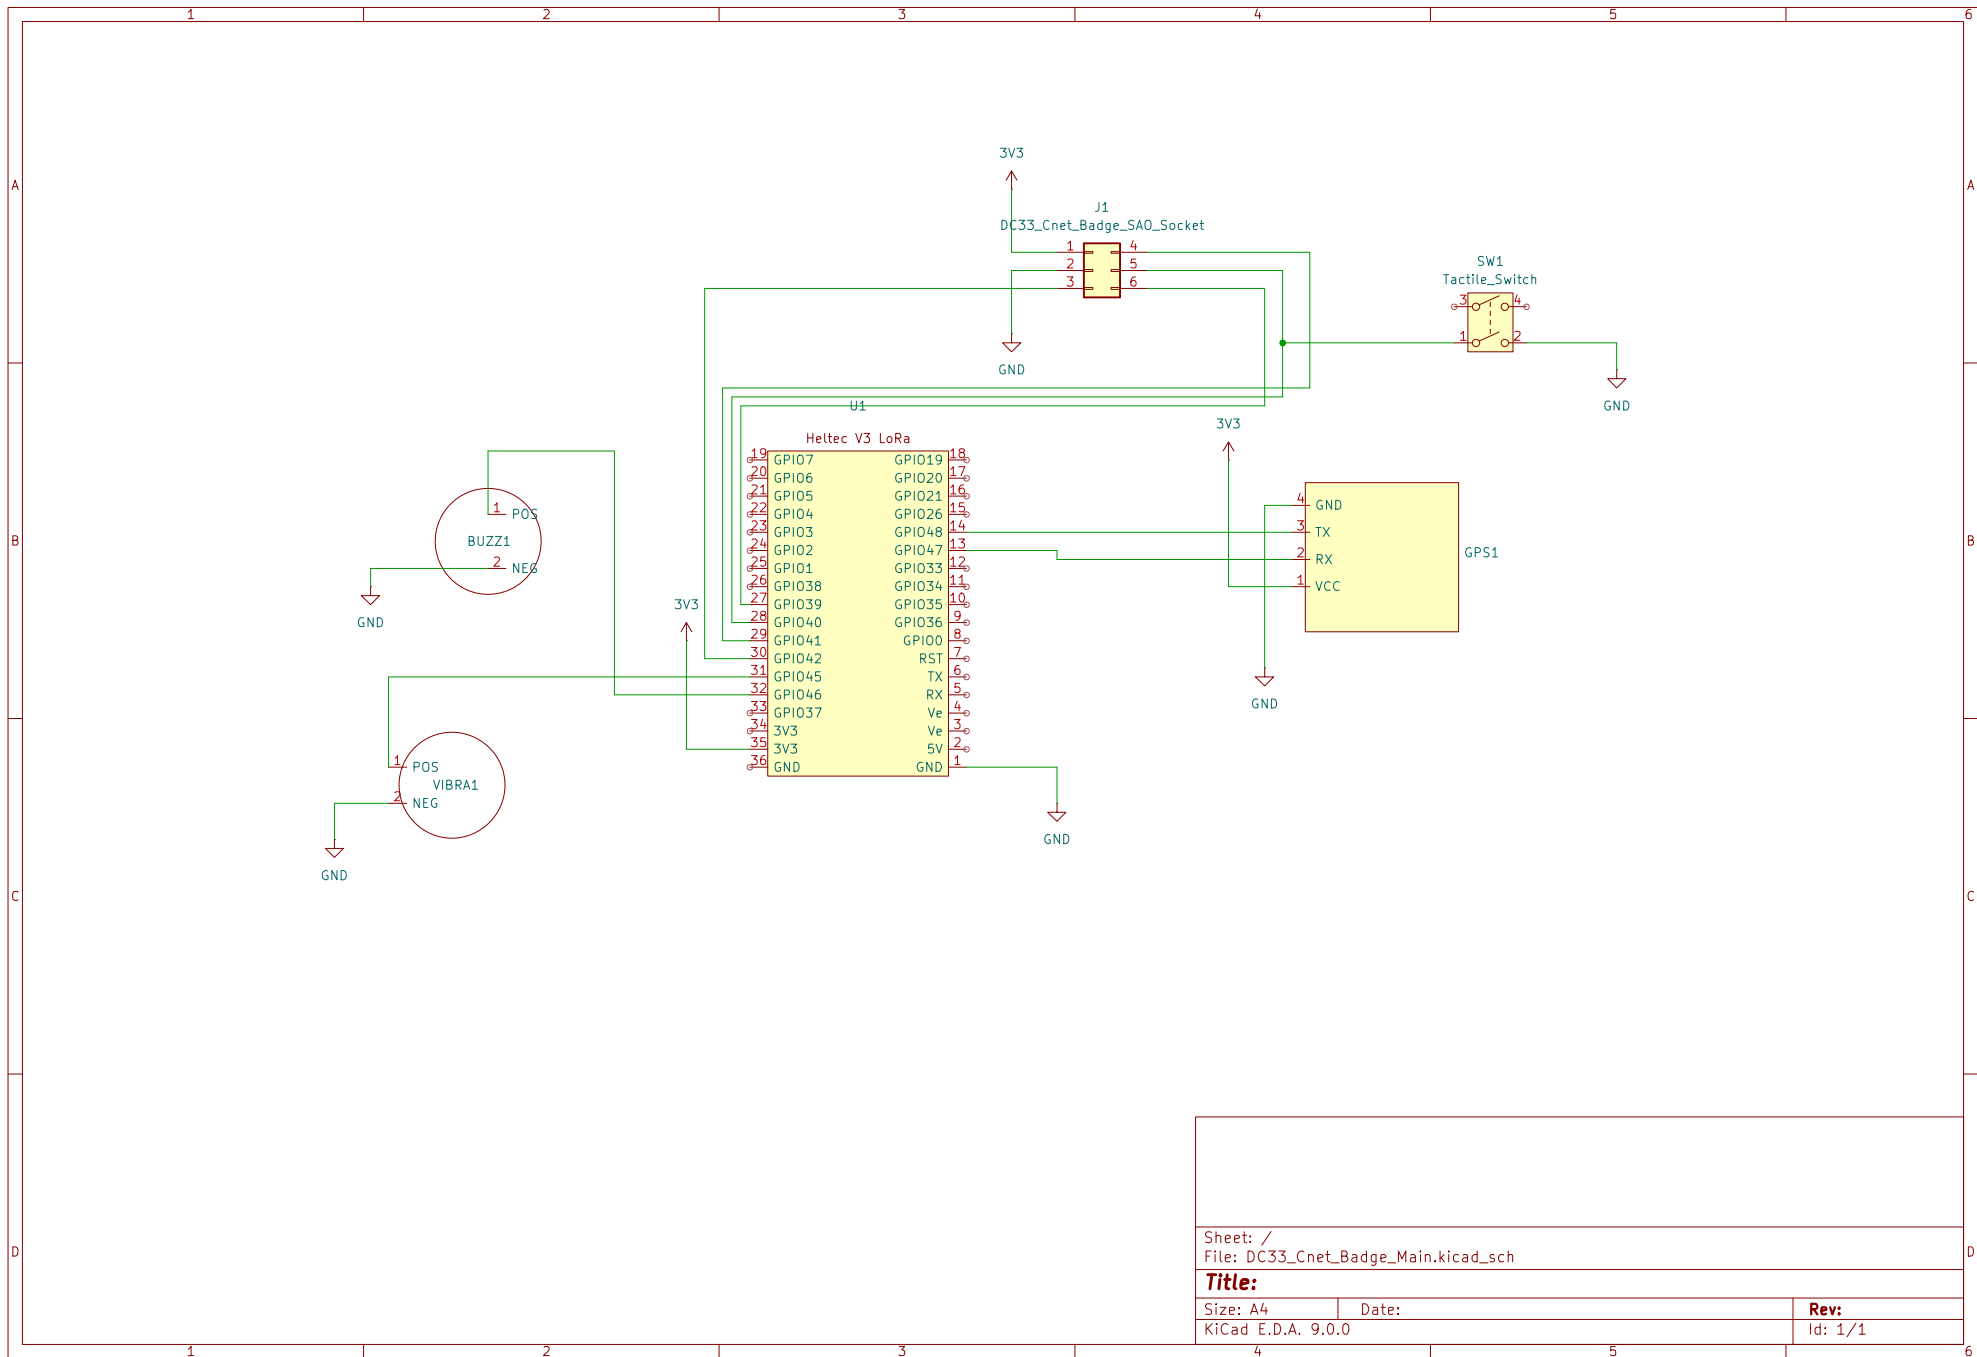 1 2 3 4 5 6
A A
B B
C C
D D
3V3
J1
DC33_Cnet_Badge_SAO_Socket
1 4
2 5
3 6
GND
SW1
Tactile_Switch
3 4
1 2
GND
U1
Heltec V3 LoRa
19 GPIO7 GPIO19 18
20 GPIO6 GPIO20 17
21 GPIO5 GPIO21 16
22 GPIO4 GPIO26 15
23 GPIO3 GPIO48 14
24 GPIO2 GPIO47 13
25 GPIO1 GPIO33 12
26 GPIO38 GPIO34 11
27 GPIO39 GPIO35 10
28 GPIO40 GPIO36 9
29 GPIO41 GPIO0 8
30 GPIO42 RST 7
31 GPIO45 TX 6
32 GPIO46 RX 5
33 GPIO37 Ve 4
34 3V3 Ve 3
35 3V3 5V 2
36 GND GND 1
3V3
GND
3V3
4 GND
3 TX
2 RX
1 VCC
GPS1
GND
1 POS
BUZZ1
2 NEG
GND
1 POS
VIBRA1
2 NEG
GND
Sheet: /
File: DC33_Cnet_Badge_Main.kicad_sch
Title:
Size: A4 Date: Rev:
KiCad E.D.A. 9.0.0 Id: 1/1
1 2 3 4 5 6